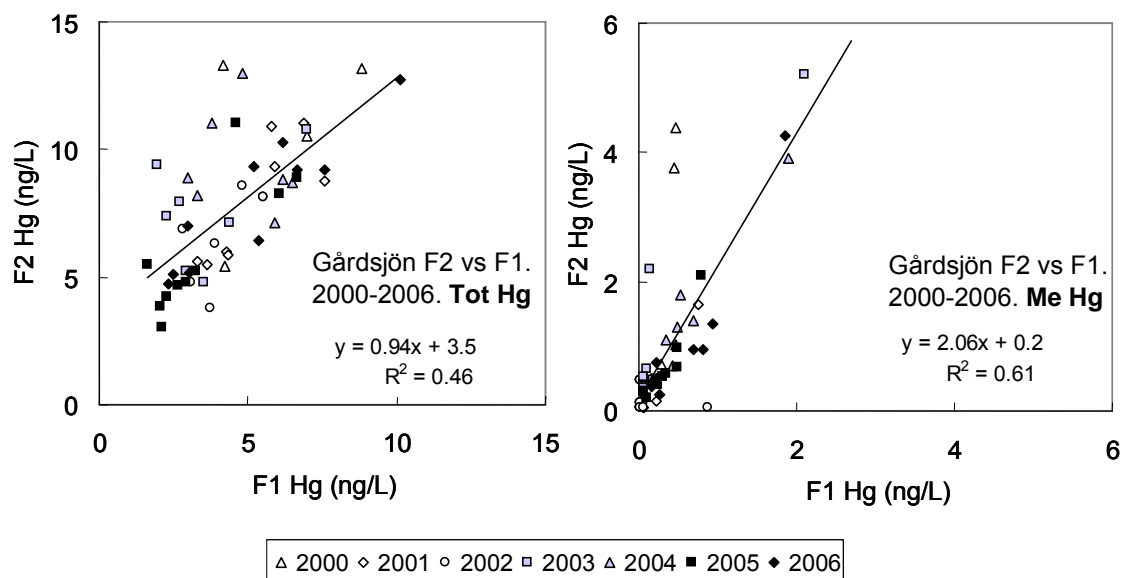 15
10
5
0
0
5
10
15
F2 Hg (ng/L)
F1 Hg (ng/L)
Gårdsjön F2 vs F1.
2000-2006. Tot Hg
y = 0.94x + 3.5
R² = 0.46
6
4
2
0
0
2
4
6
F2 Hg (ng/L)
F1 Hg (ng/L)
Gårdsjön F2 vs F1.
2000-2006. Me Hg
y = 2.06x + 0.2
R² = 0.61
2000 2001 2002 2003 2004 2005 2006